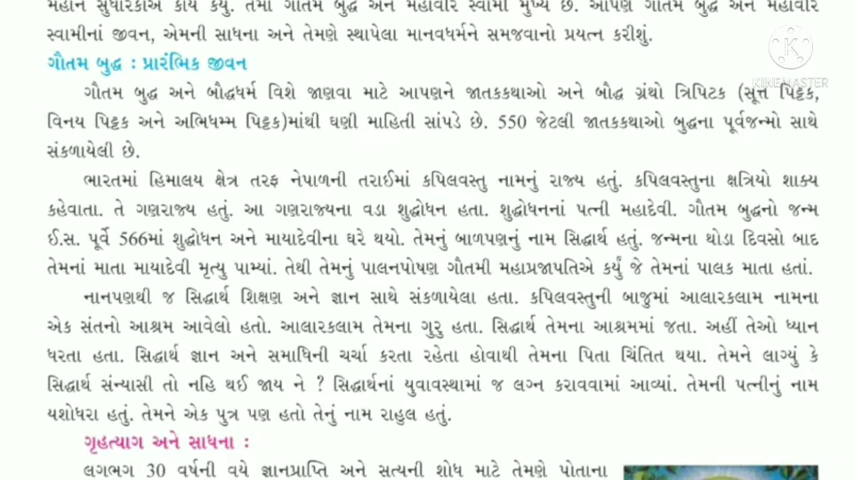 મહાન સુધારકોએ કાર્ય કર્યું. તેમાં ગૌતમ બુદ્ધ અને મહાવીર સ્વામી મુખ્ય છે. આપણે ગૌતમ બુદ્ધ અને મહાવીર
સ્વામીનાં જીવન, એમની સાધના અને તેમણે સ્થાપેલા માનવધર્મને સમજવાનો પ્રયત્ન કરીશું.
KINEMASTER
ગૌતમ બુદ્ધ : પ્રારંભિક જીવન
ગૌતમ બુદ્ધ અને બૌદ્ધધર્મ વિશે જાણવા માટે આપણને જાતકકથાઓ અને બૌદ્ધ ગ્રંથો ત્રિપિટક (સૂત્ત પિટ્ટક,
વિનય પિટ્ટક અને અભિધમ્મ પિટ્ટક)માંથી ઘણી માહિતી સાંપડે છે. 550 જેટલી જાતકકથાઓ બુદ્ધના પૂર્વજન્મો સાથે
સંકળાયેલી છે.
ભારતમાં હિમાલય ક્ષેત્ર તરફ નેપાળની તરાઈમાં કપિલવસ્તુ નામનું રાજ્ય હતું. કપિલવસ્તુના ક્ષત્રિયો શાક્ય
કહેવાતા. તે ગણરાજ્ય હતું. આ ગણરાજ્યના વડા શુદ્ધોધન હતા. શુદ્ધોધનનાં પત્ની મહાદેવી. ગૌતમ બુદ્ધનો જન્મ
ઈ.સ. પૂર્વે 566માં શુદ્ધોધન અને માયાદેવીના ઘરે થયો. તેમનું બાળપણનું નામ સિદ્ધાર્થ હતું. જન્મના થોડા દિવસો બાદ
તેમનાં માતા માયાદેવી મૃત્યુ પામ્યાં. તેથી તેમનું પાલનપોષણ ગૌતમી મહાપ્રજાપતિએ કર્યું જે તેમનાં પાલક માતા હતાં.
નાનપણથી જ સિદ્ધાર્થ શિક્ષણ અને જ્ઞાન સાથે સંકળાયેલા હતા. કપિલવસ્તુની બાજુમાં આલારકલામ નામના
એક સંતનો આશ્રમ આવેલો હતો. આલારકલામ તેમના ગુરુ હતા. સિદ્ધાર્થ તેમના આશ્રમમાં જતા. અહીં તેઓ ધ્યાન
ધરતા હતા. સિદ્ધાર્થ જ્ઞાન અને સમાધિની ચર્ચા કરતા રહેતા હોવાથી તેમના પિતા ચિંતિત થયા. તેમને લાગ્યું કે
સિદ્ધાર્થ સંન્યાસી તો નહિ થઈ જાય ને ? સિદ્ધાર્થનાં યુવાવસ્થામાં જ લગ્ન કરાવવામાં આવ્યાં. તેમની પત્નીનું નામ
યશોધરા હતું. તેમને એક પુત્ર પણ હતો તેનું નામ રાહુલ હતું.
ગૃહત્યાગ અને સાધના :
લગભગ 30 વર્ષની વયે જ્ઞાનપ્રાપ્તિ અને સત્યની શોધ માટે તેમણે પોતાના